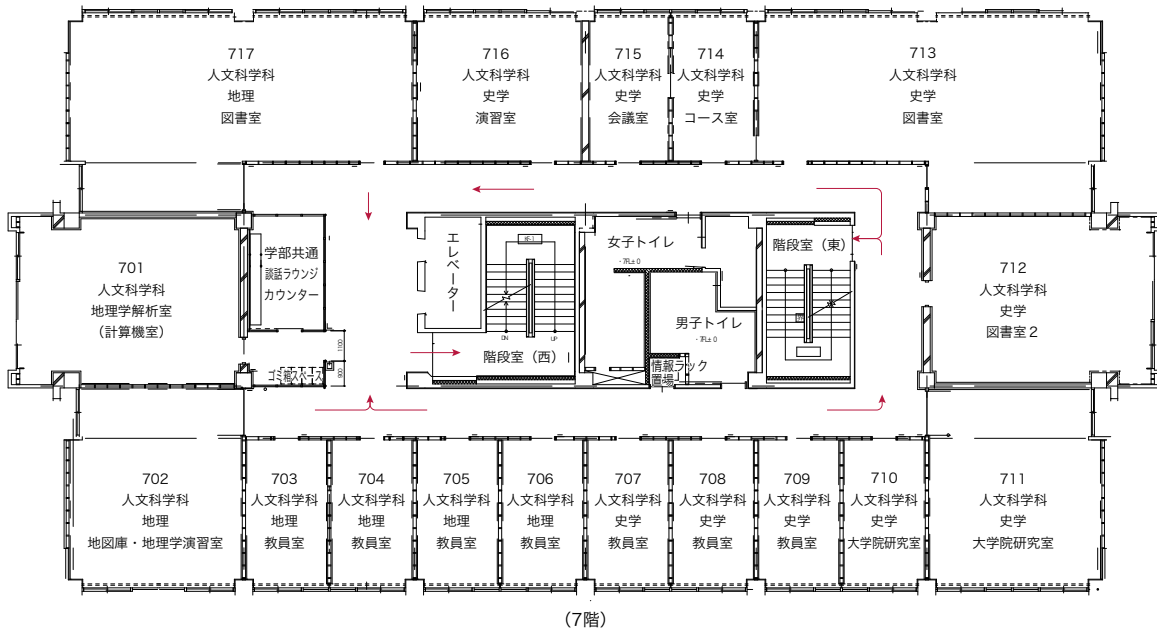 717
人文科学科
地理
図書室
716
人文科学科
史学
演習室
715
人文科学科
史学
会議室
714
人文科学科
史学
コース室
713
人文科学科
史学
図書室
701
人文科学科
地理学解析室
(計算機室)
学部共通
談話ラウンジ
カウンター
エレベーター
DN
UP
階段室(西)
女子トイレ
・7FL±0
男子トイレ
・7FL±0
情報ラック
置場
階段室(東)
712
人文科学科
史学
図書室2
ゴミ箱スペース
1100
900
702
人文科学科
地理
地図庫・地理学演習室
703
人文科学科
地理
教員室
704
人文科学科
地理
教員室
705
人文科学科
地理
教員室
706
人文科学科
地理
教員室
707
人文科学科
史学
教員室
708
人文科学科
史学
教員室
709
人文科学科
史学
教員室
710
人文科学科
史学
大学院研究室
711
人文科学科
史学
大学院研究室
(7階)